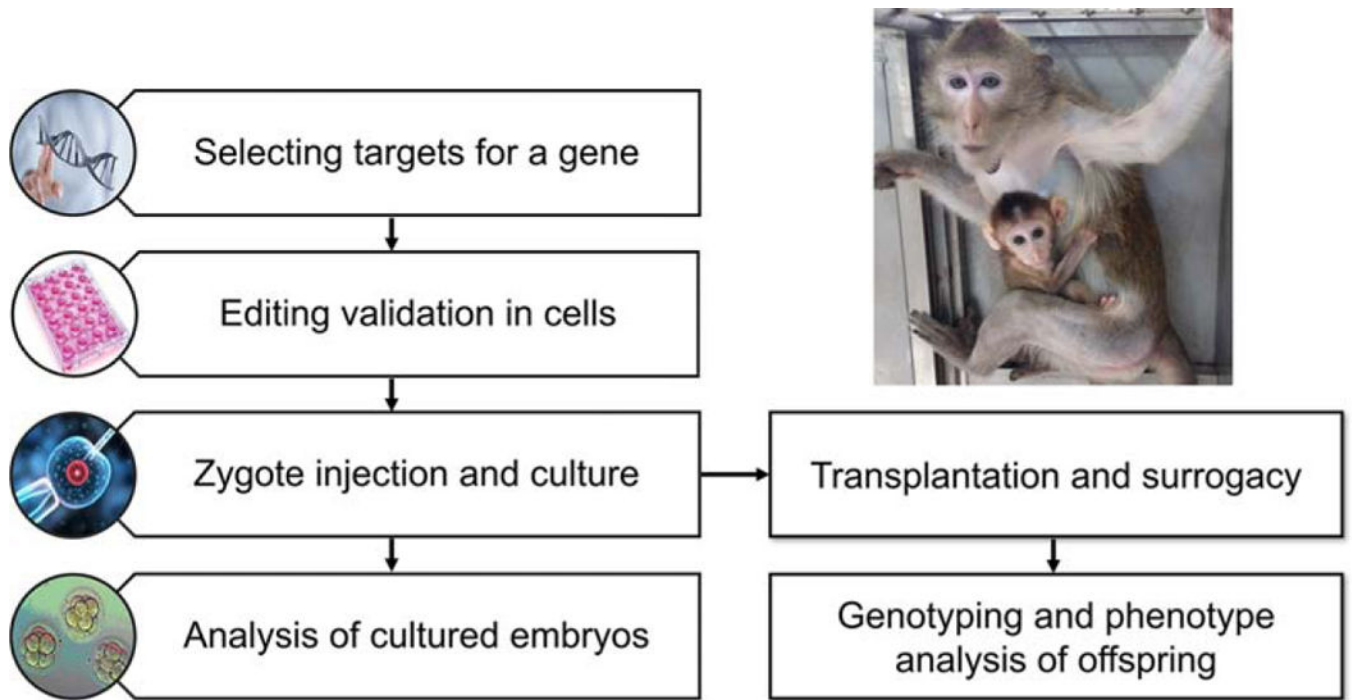 Selecting targets for a gene
Editing validation in cells
Zygote injection and culture
Transplantation and surrogacy
Analysis of cultured embryos
Genotyping and phenotype
analysis of offspring